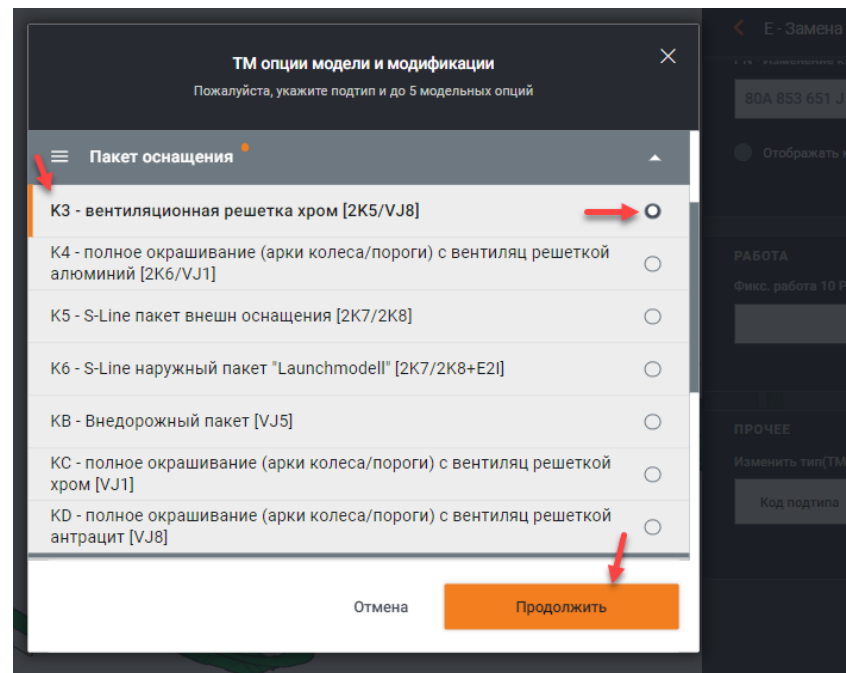 ТМ опции модели и модификации
Пожалуйста, укажите подтип и до 5 модельных опций
Пакет оснащения
K3 - вентиляционная решетка хром [2K5/VJ8]
K4 - полное окрашивание (арки колеса/пороги) с вентиляц решеткой
алюминий [2K6/VJ1]
K5 - S-Line пакет внешн оснащения [2K7/2K8]
K6 - S-Line наружный пакет "Launchmodell" [2K7/2K8+E2I]
KB - Внедорожный пакет [VJ5]
KC - полное окрашивание (арки колеса/пороги) с вентиляц решеткой
хром [VJ1]
KD - полное окрашивание (арки колеса/пороги) с вентиляц решеткой
антрацит [VJ8]
Отмена
Продолжить
E - Замена
80A 853 651 J
Отображать
РАБОТА
Фикс. работа 10 Р
ПРОЧЕЕ
Изменить тип(ТМ
Код подтипа